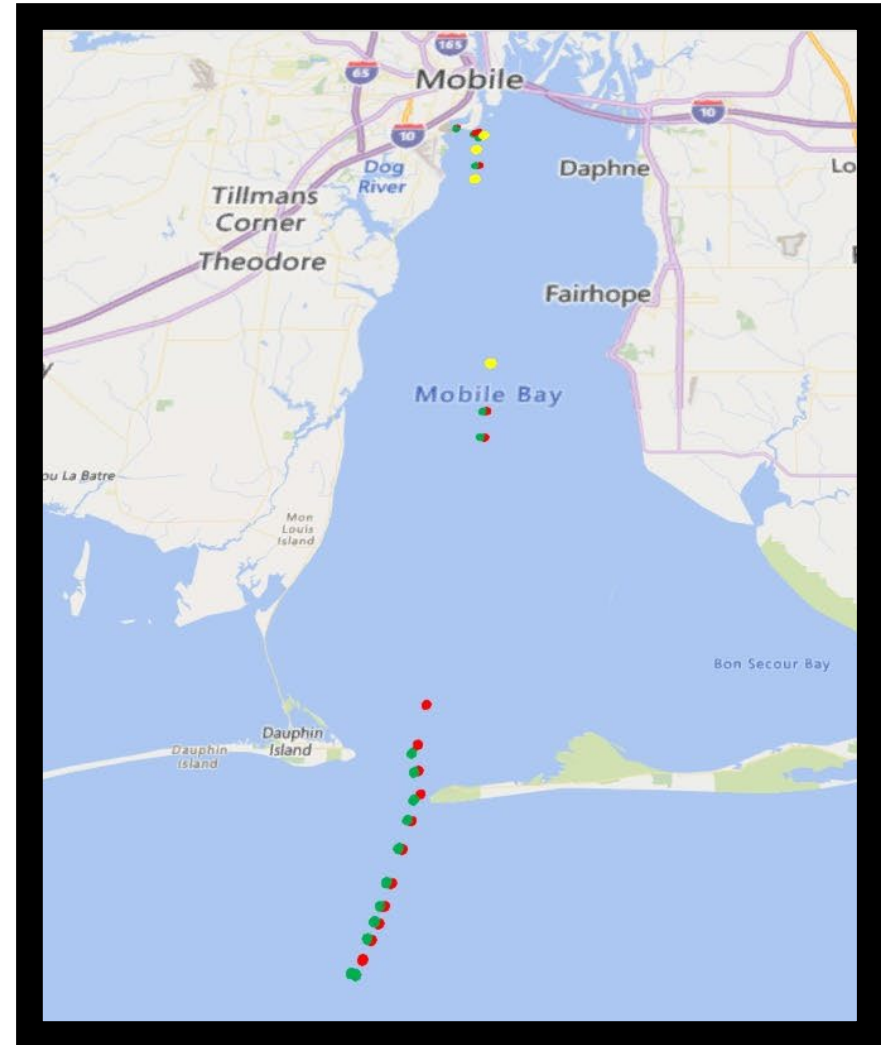 165
65
Mobile
10
10
Dog
River
Daphne
Lo
Tillmans
Corner
Theodore
Fairhope
Mobile Bay
ou La Batre
Mon
Louis
Island
Bon Secour Bay
Dauphin
Island
Dauphin
Island